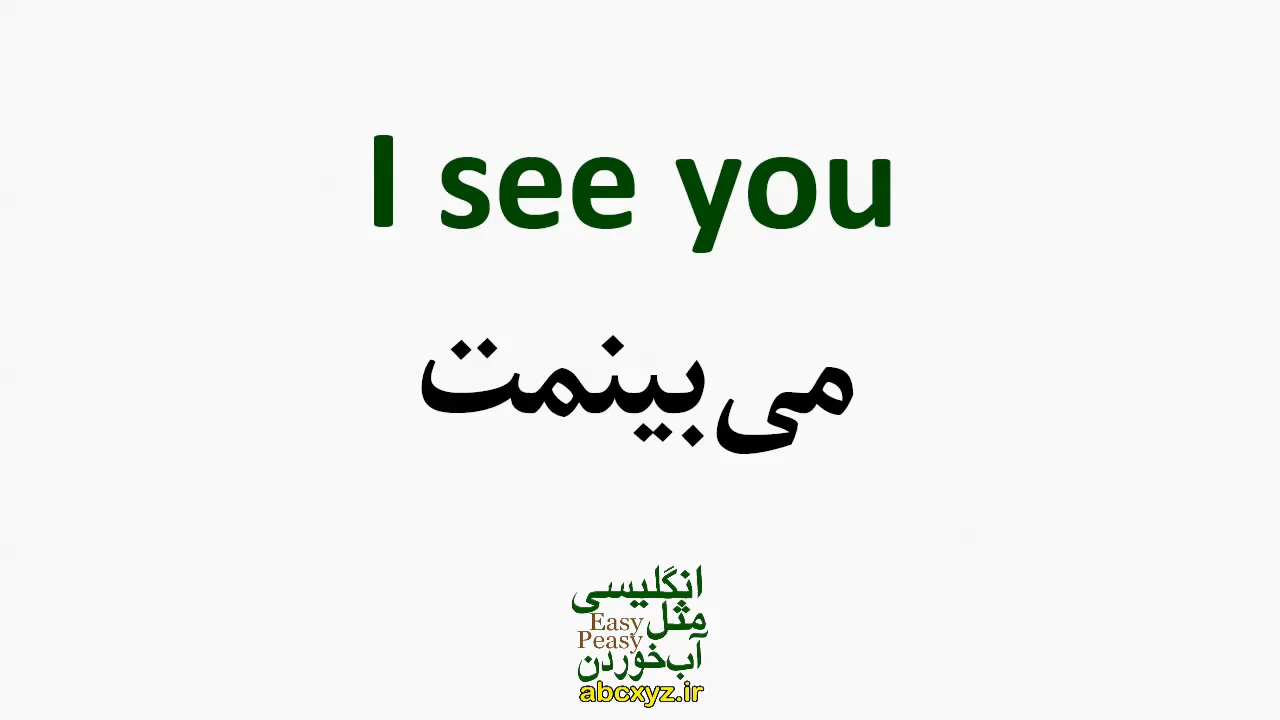 I see you
می‌بینمت
انگلیسی
مثل Easy
Peasy
آب‌خوردن
abcxyz.ir